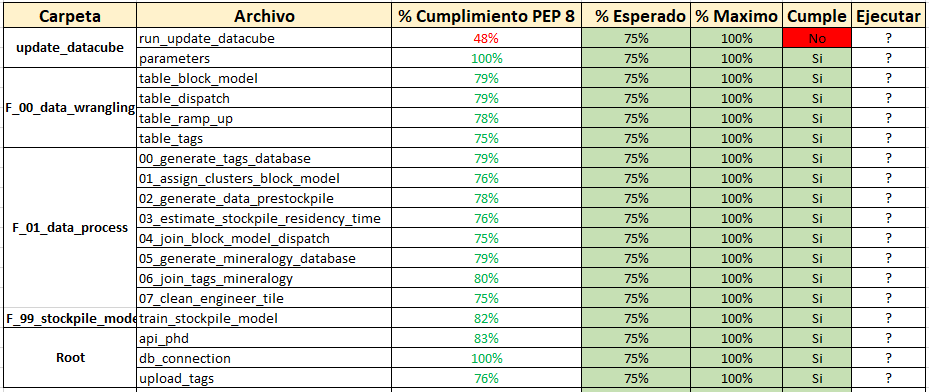 Carpeta Archivo % Cumplimiento PEP 8 % Esperado % Maximo Cumple Ejecutar
update_datacube run_update_datacube 48% 75% 100% No ?
parameters 100% 75% 100% Si ?
F_00_data_wrangling table_block_model 79% 75% 100% Si ?
table_dispatch 79% 75% 100% Si ?
table_ramp_up 78% 75% 100% Si ?
table_tags 75% 75% 100% Si ?
F_01_data_process 00_generate_tags_database 79% 75% 100% Si ?
01_assign_clusters_block_model 76% 75% 100% Si ?
02_generate_data_prestockpile 78% 75% 100% Si ?
03_estimate_stockpile_residency_time 76% 75% 100% Si ?
04_join_block_model_dispatch 75% 75% 100% Si ?
05_generate_mineralogy_database 79% 75% 100% Si ?
06_join_tags_mineralogy 80% 75% 100% Si ?
07_clean_engineer_tile 75% 75% 100% Si ?
F_99_stockpile_mode train_stockpile_model 82% 75% 100% Si ?
Root api_phd 83% 75% 100% Si ?
db_connection 100% 75% 100% Si ?
upload_tags 76% 75% 100% Si ?